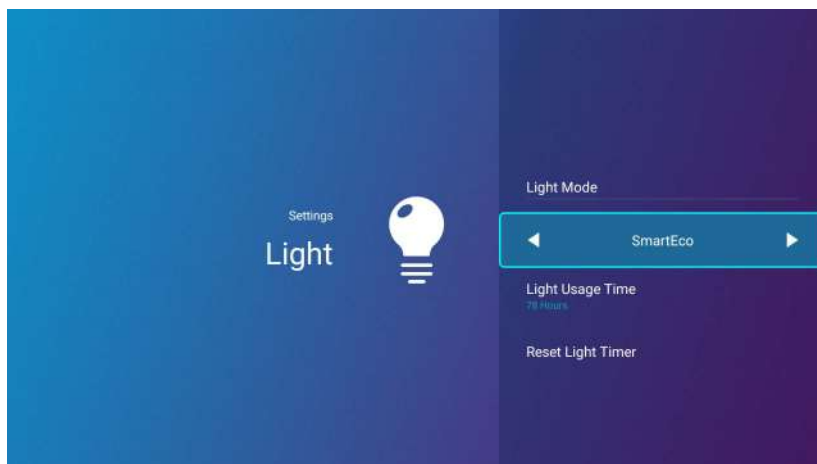 Settings
Light
Light Mode
SmartEco
Light Usage Time
78 Hours
Reset Light Timer